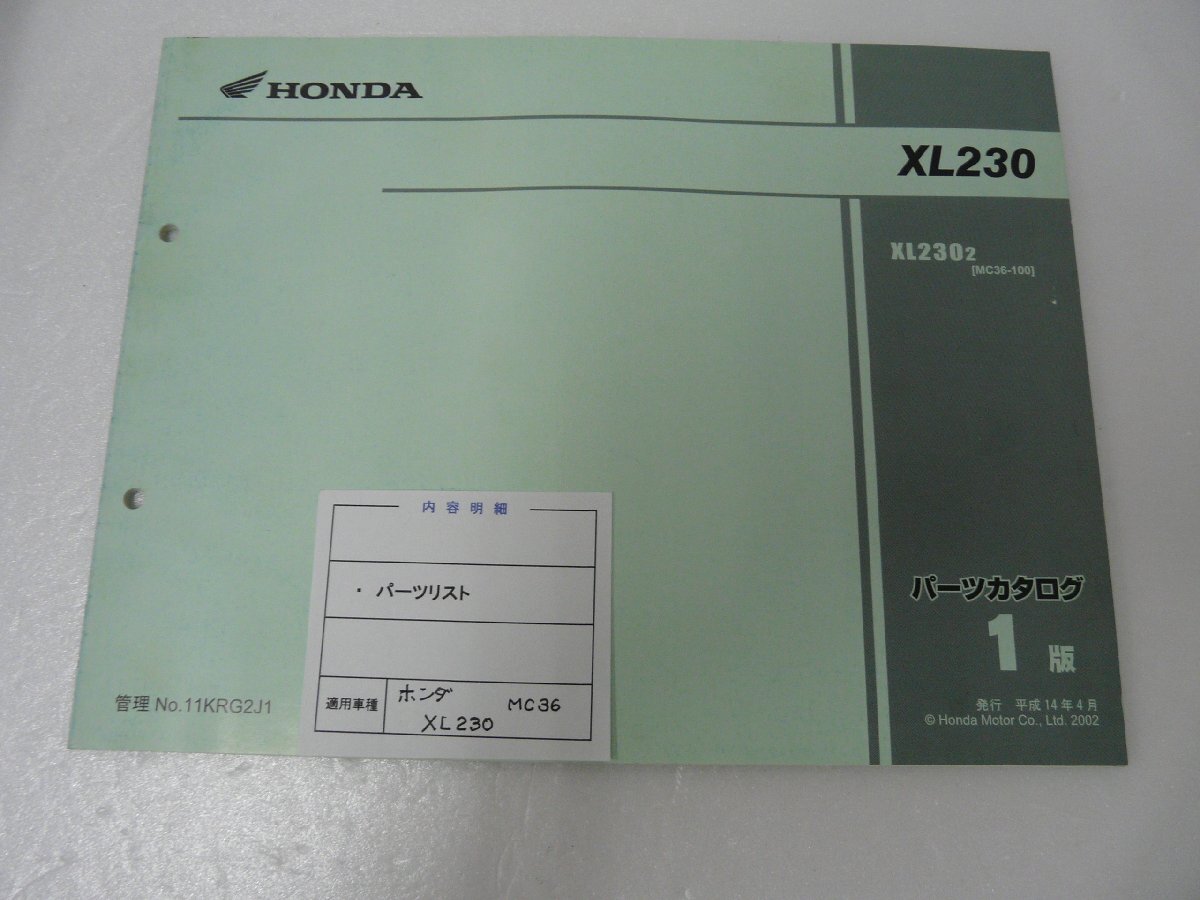 HONDA
XL230
XL230 2
[MC36-100]
内容明細
・ パーツリスト
適用車種
ホンダ MC36
XL230
パーツカタログ
1版
管理 No.11KRG2J1
発行 平成14年4月
© Honda Motor Co., Ltd. 2002